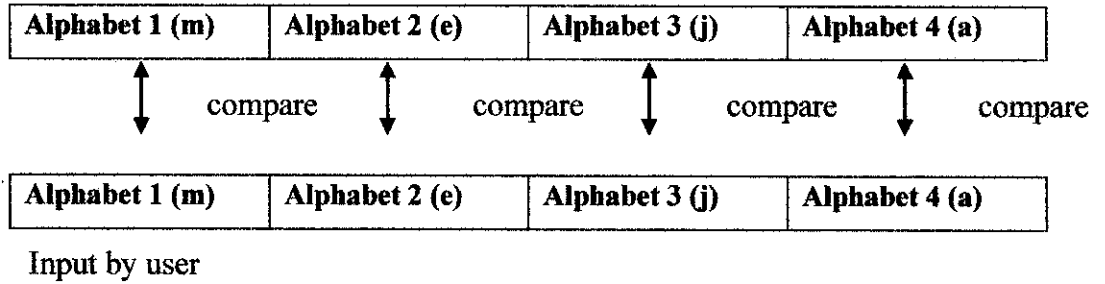 Alphabet 1 (m) Alphabet 2 (e) Alphabet 3 (j) Alphabet 4 (a)
compare compare compare compare
Alphabet 1 (m) Alphabet 2 (e) Alphabet 3 (j) Alphabet 4 (a)
Input by user